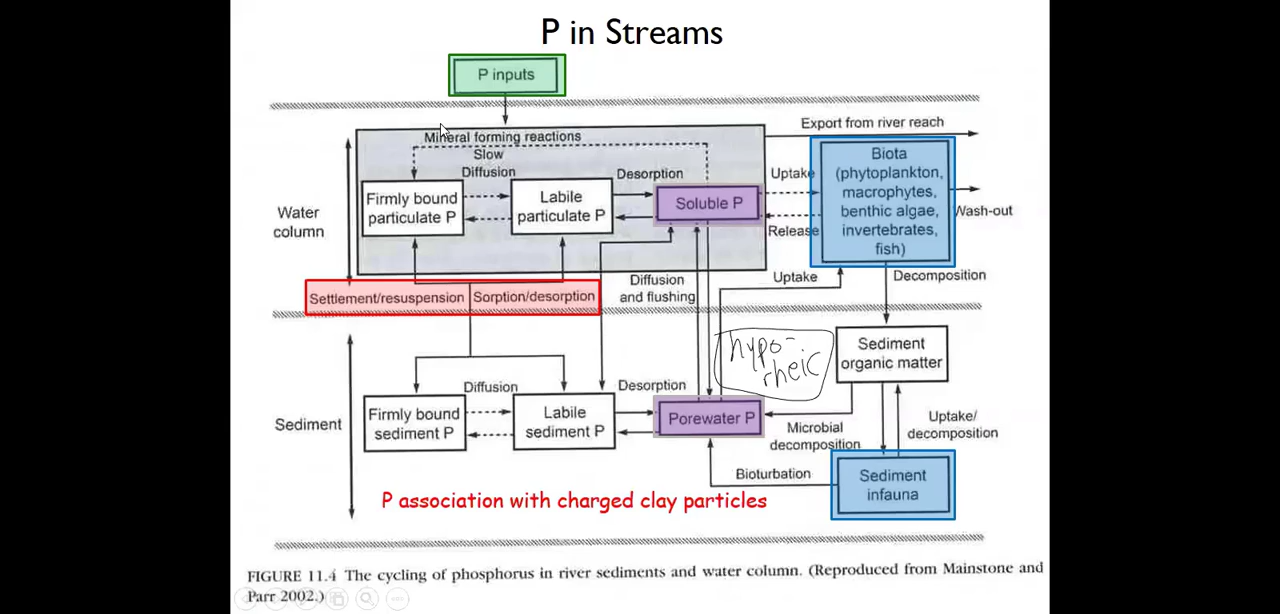 P in Streams
P inputs
Export from river reach
Mineral forming reactions
Slow
Diffusion
Desorption
Uptake
Biota
(phytoplankton,
macrophytes,
benthic algae,
invertebrates,
fish)
Firmly bound
particulate P
Labile
particulate P
Soluble P
Water
column
Wash-out
Release
Settlement/resuspension
Sorption/desorption
Diffusion
and flushing
Uptake
Decomposition
hypo-
rheic
Sediment
organic matter
Sediment
Diffusion
Desorption
Firmly bound
sediment P
Labile
sediment P
Porewater P
Microbial
decomposition
Uptake/
decomposition
Bioturbation
Sediment
infauna
P association with charged clay particles
FIGURE 11.4 The cycling of phosphorus in river sediments and water column. (Reproduced from Mainstone and
Parr 2002.)